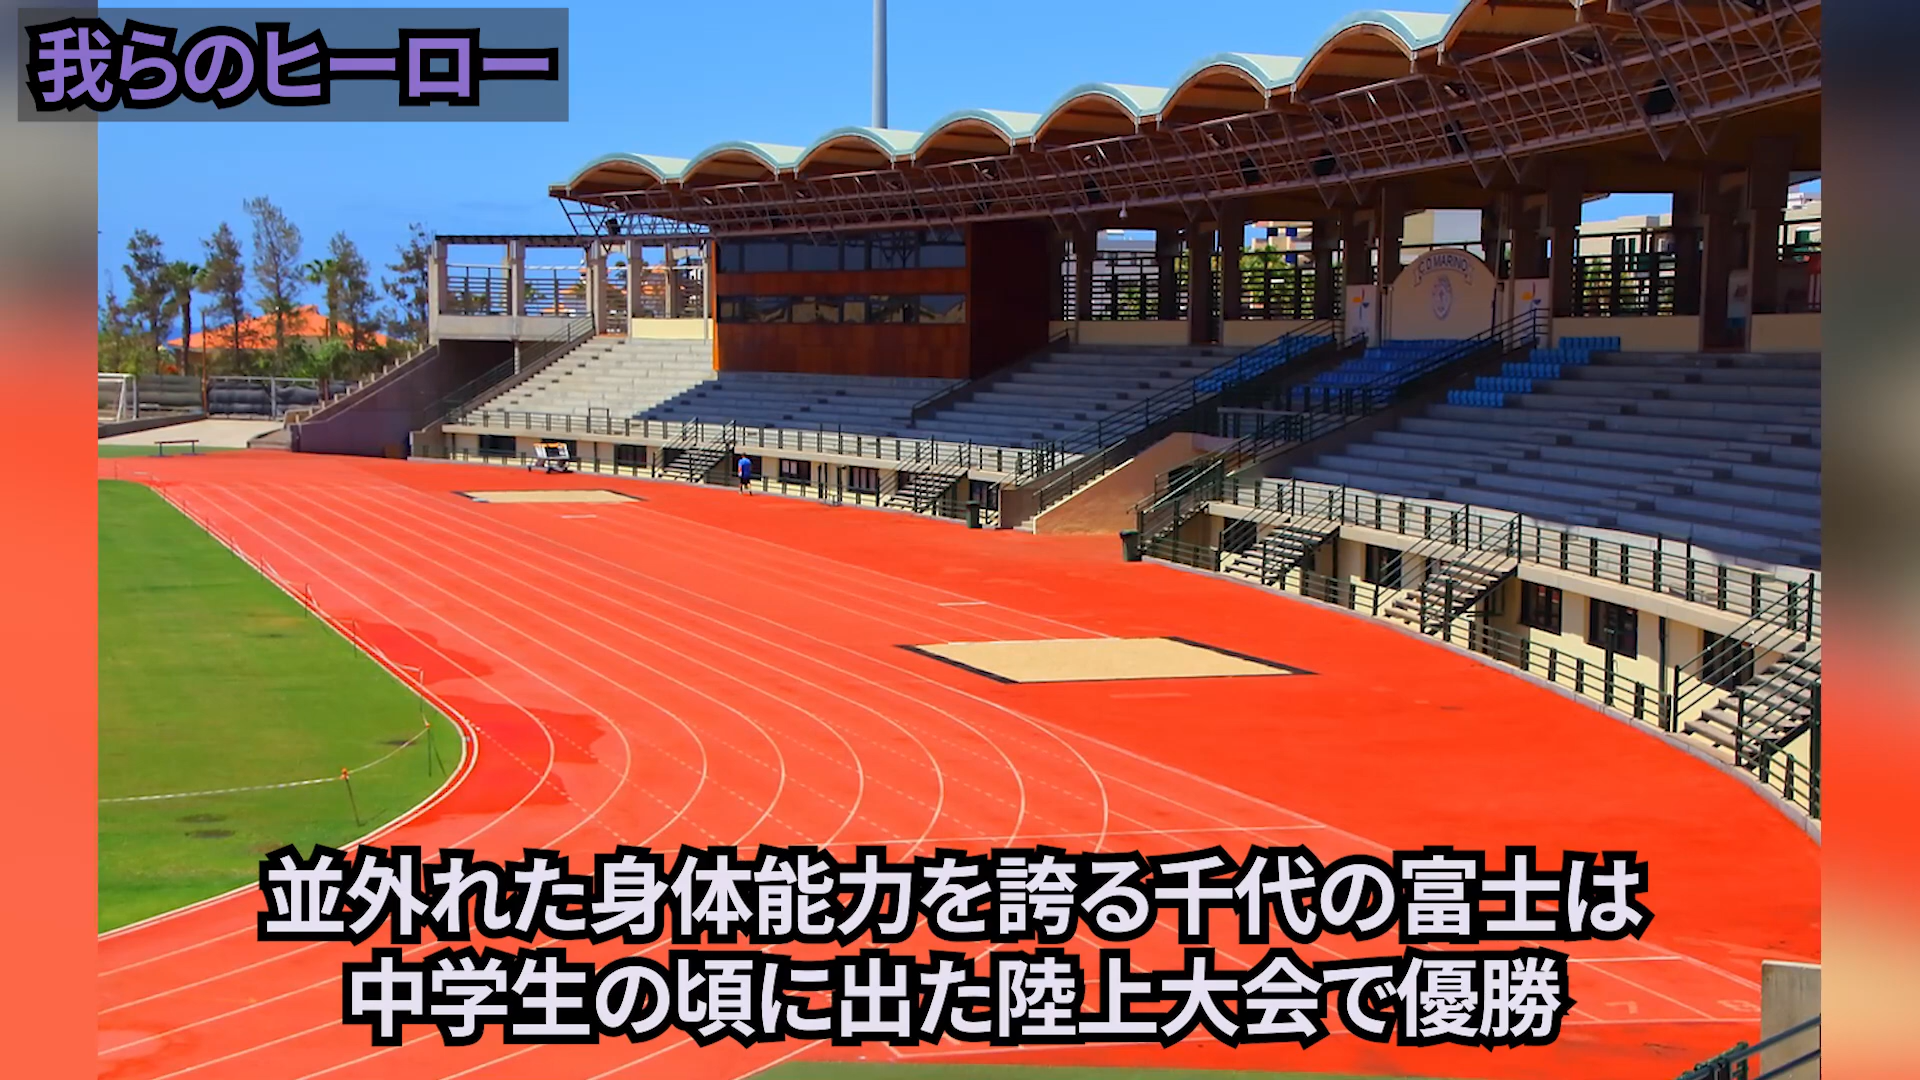 我らのヒーロー
C.D MARINO
並外れた身体能力を誇る千代の富士は
中学生の頃に出た陸上大会で優勝